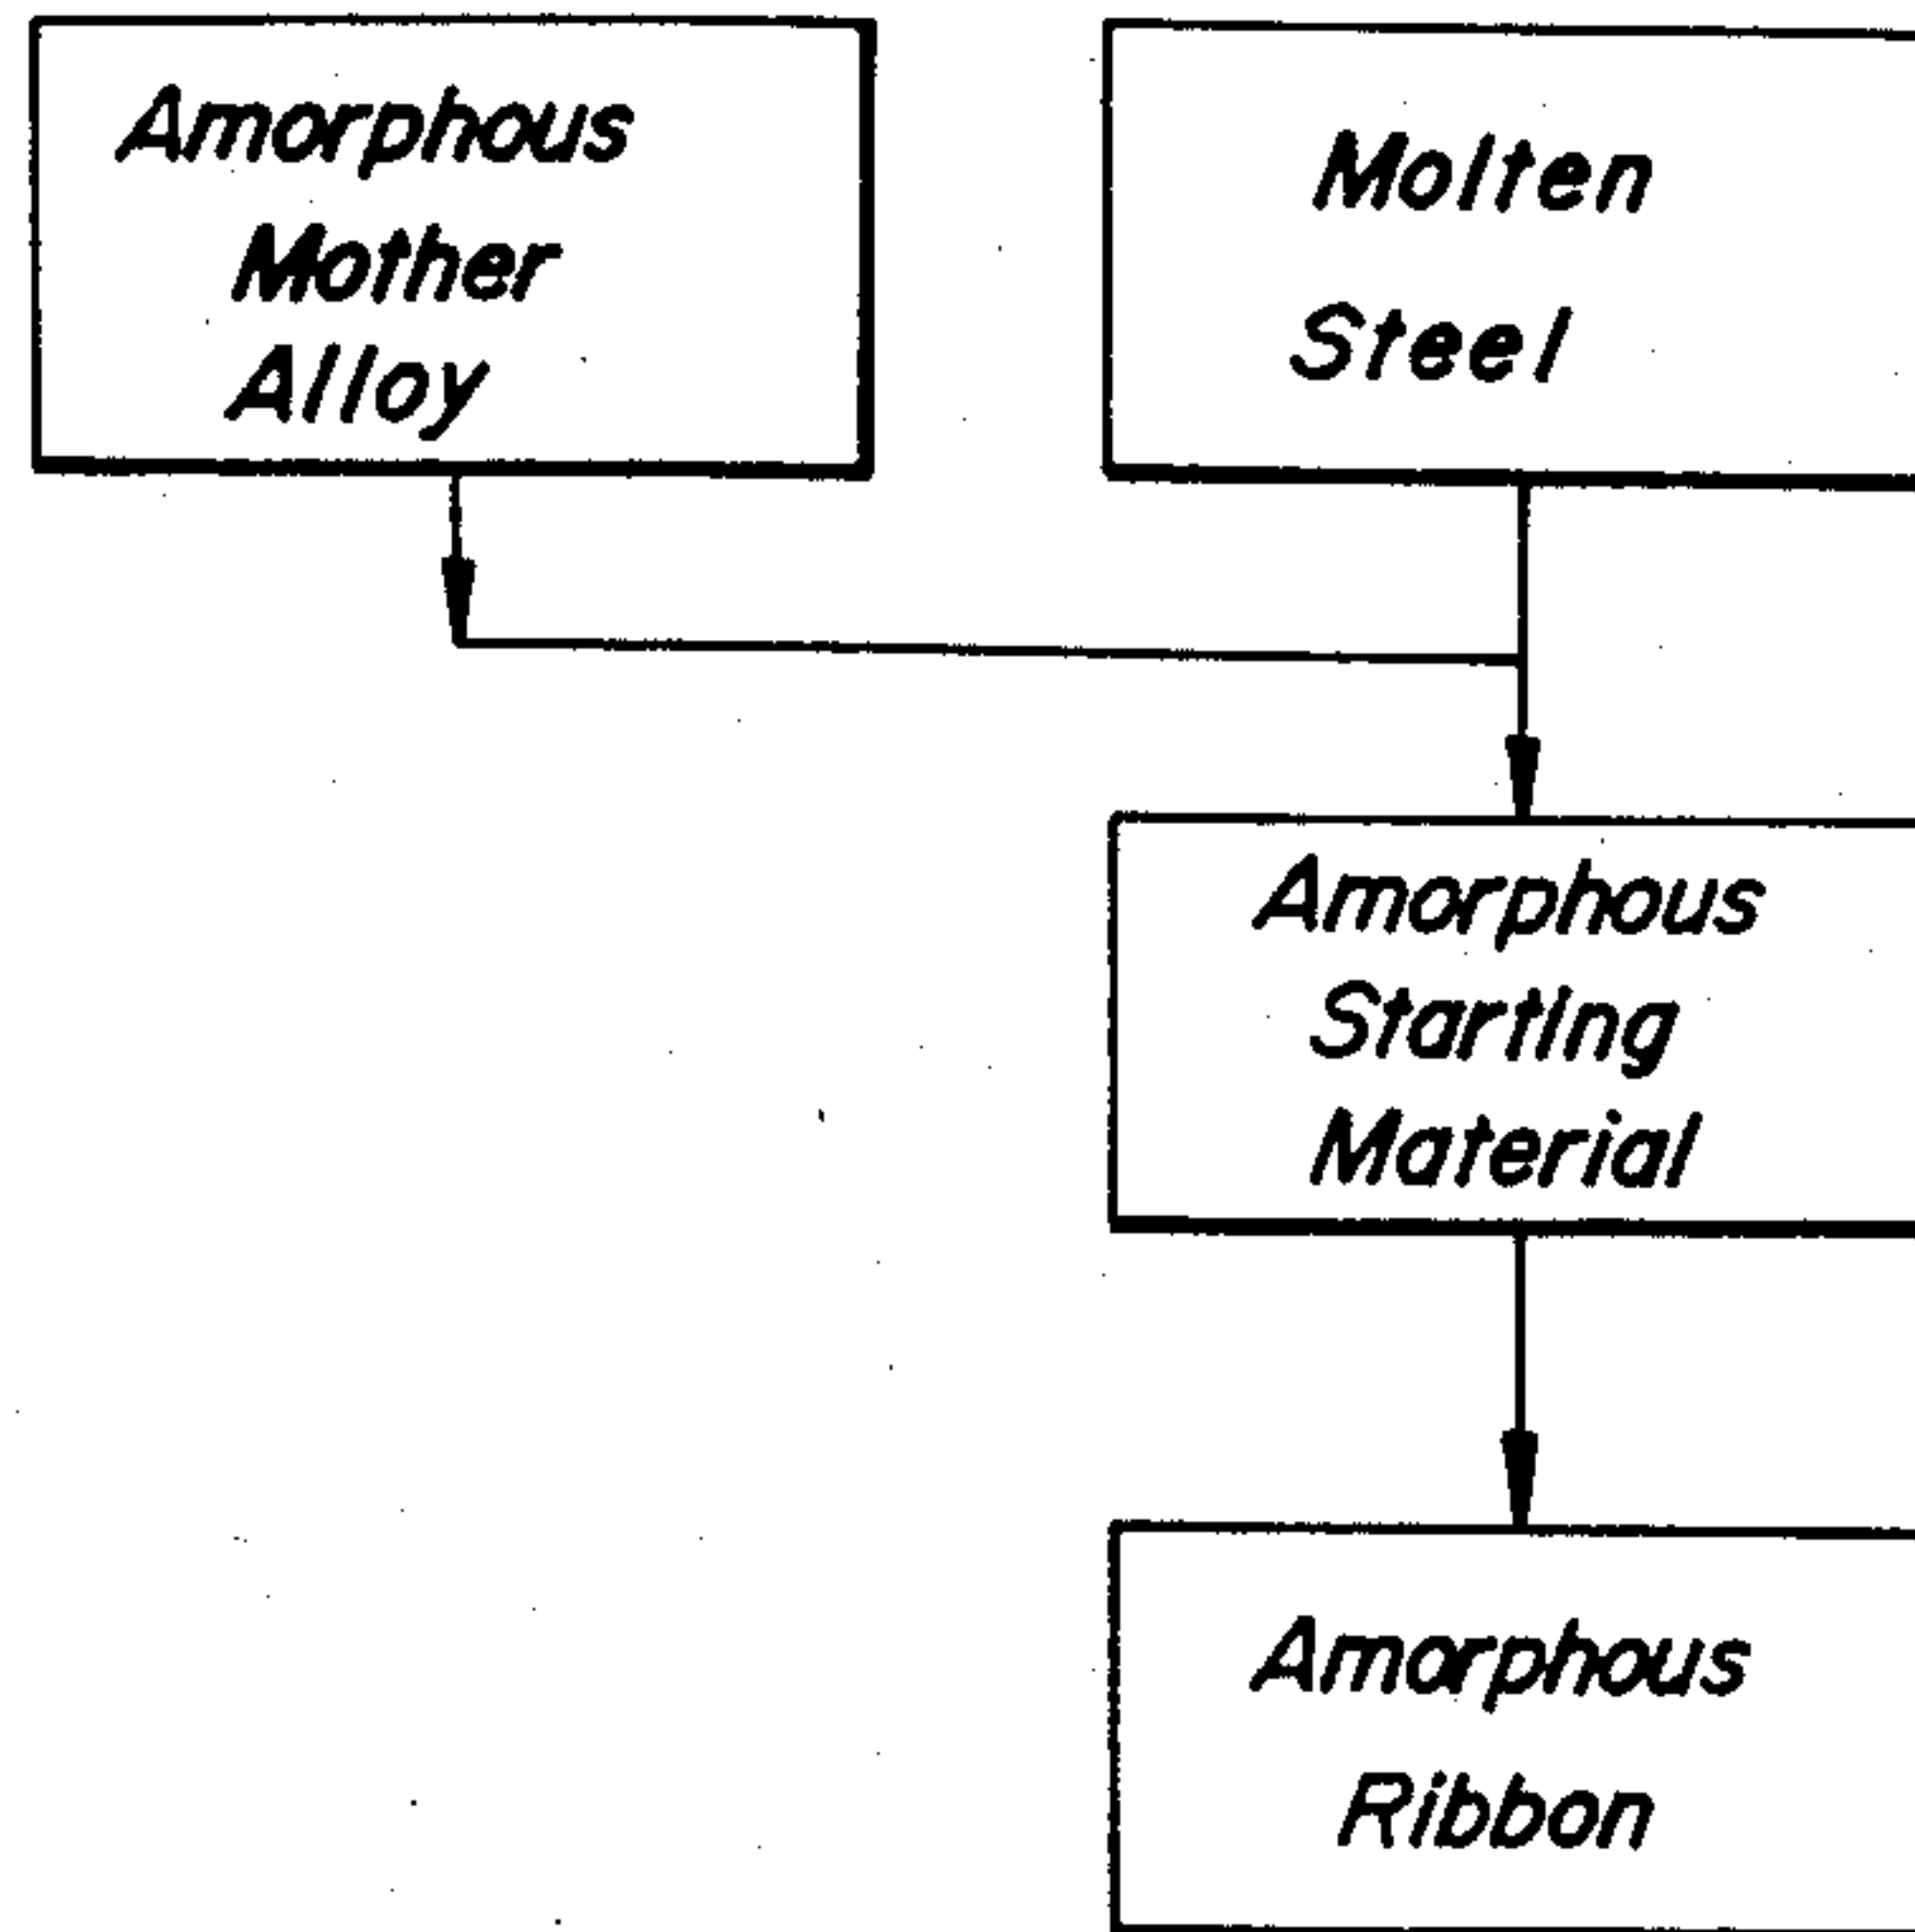 Amorphous
Mother
Alloy
Molten
Steel
Amorphous
Starting
Material
Amorphous
Ribbon